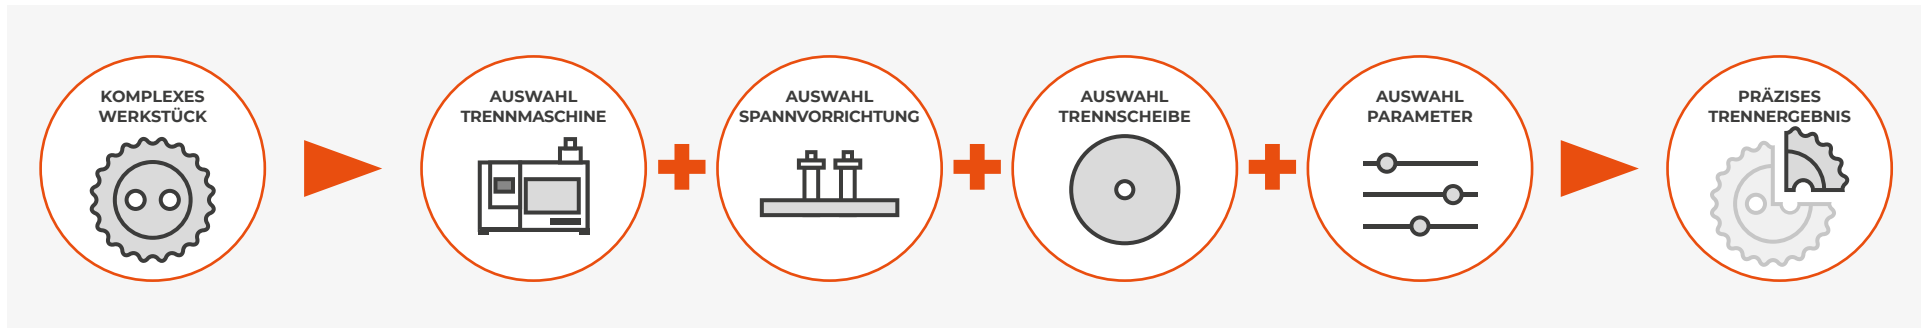 KOMPLEXES
WERKSTÜCK
AUSWAHL
TRENNMASCHINE
AUSWAHL
SPANNVORRICHTUNG
AUSWAHL
TRENNSCHEIBE
AUSWAHL
PARAMETER
PRÄZISES
TRENNERGEBNIS